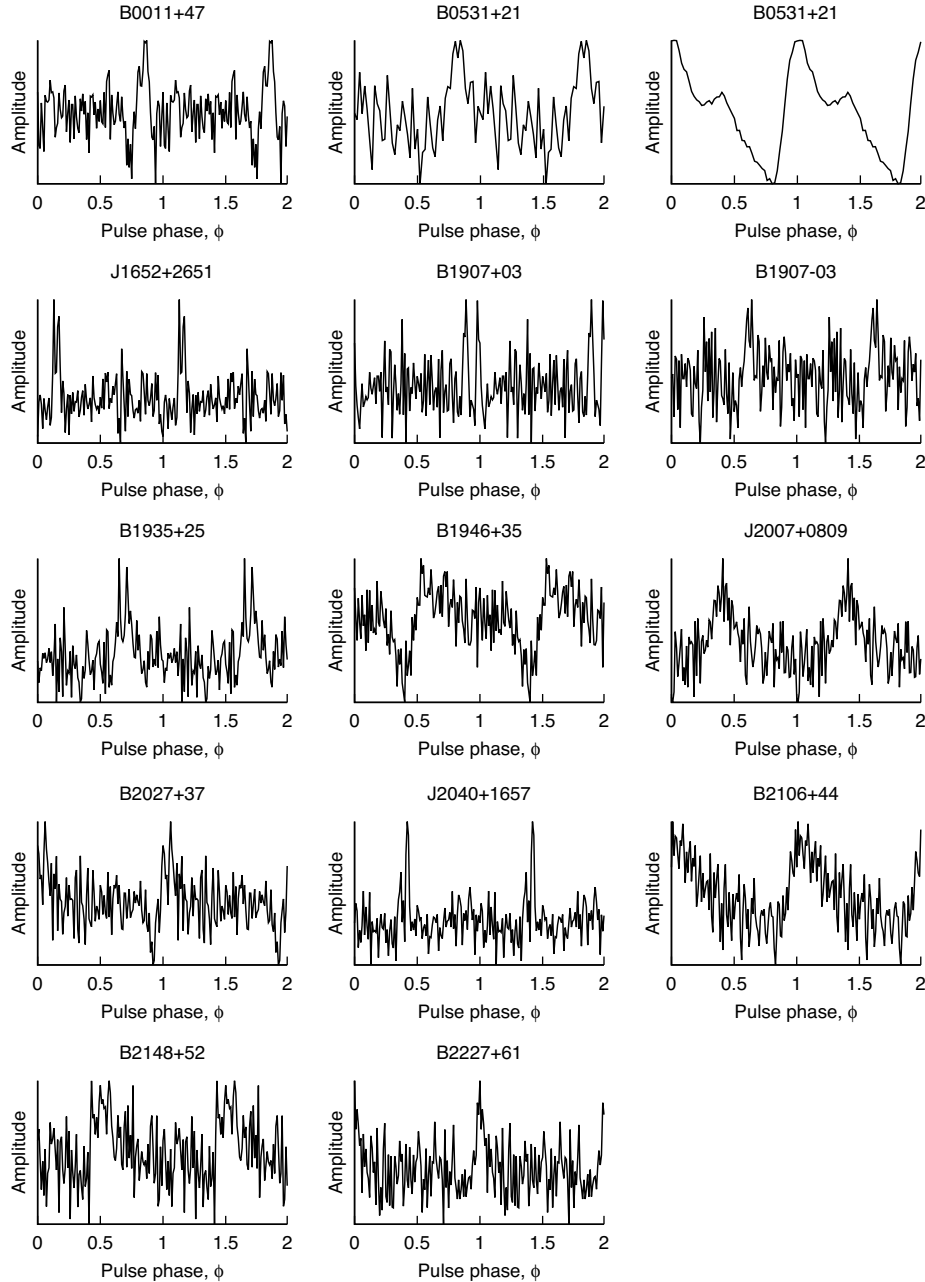 B0011+47 B0531+21 B0531+21
Amplitude Amplitude Amplitude
0 0.5 1 1.5 2 0 0.5 1 1.5 2 0 0.5 1 1.5 2
Pulse phase, ϕ Pulse phase, ϕ Pulse phase, ϕ
J1652+2651 B1907+03 B1907-03
Amplitude Amplitude Amplitude
0 0.5 1 1.5 2 0 0.5 1 1.5 2 0 0.5 1 1.5 2
Pulse phase, ϕ Pulse phase, ϕ Pulse phase, ϕ
B1935+25 B1946+35 J2007+0809
Amplitude Amplitude Amplitude
0 0.5 1 1.5 2 0 0.5 1 1.5 2 0 0.5 1 1.5 2
Pulse phase, ϕ Pulse phase, ϕ Pulse phase, ϕ
B2027+37 J2040+1657 B2106+44
Amplitude Amplitude Amplitude
0 0.5 1 1.5 2 0 0.5 1 1.5 2 0 0.5 1 1.5 2
Pulse phase, ϕ Pulse phase, ϕ Pulse phase, ϕ
B2148+52 B2227+61
Amplitude Amplitude
0 0.5 1 1.5 2 0 0.5 1 1.5 2
Pulse phase, ϕ Pulse phase, ϕ